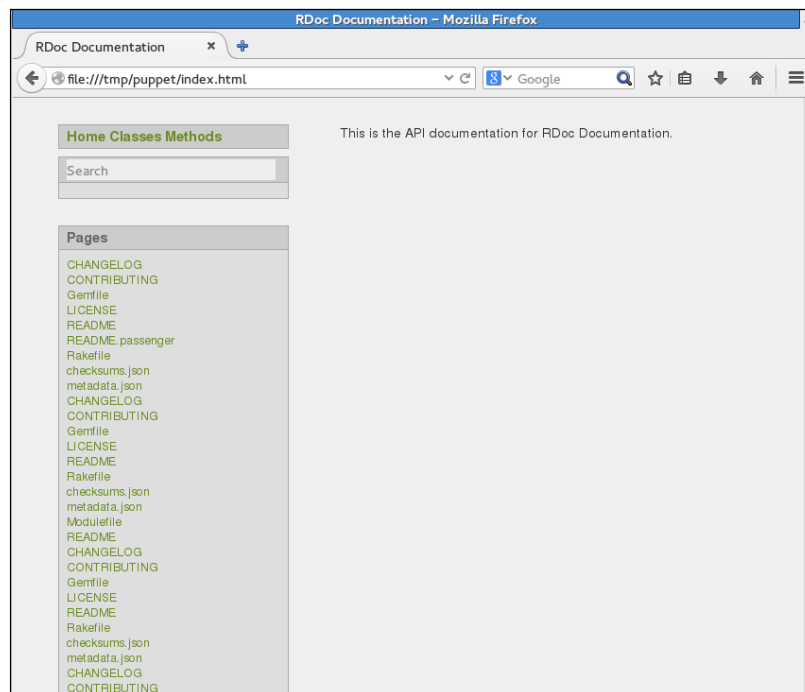 RDoc Documentation - Mozilla Firefox
RDoc Documentation
file:///tmp/puppet/index.html
Google
Home Classes Methods
This is the API documentation for RDoc Documentation.
Search
Pages
CHANGELOG
CONTRIBUTING
Gemfile
LICENSE
README
README.passenger
Rakefile
checksums.json
metadata.json
CHANGELOG
CONTRIBUTING
Gemfile
LICENSE
README
Rakefile
checksums.json
metadata.json
Modulefile
README
CHANGELOG
CONTRIBUTING
Gemfile
LICENSE
README
Rakefile
checksums.json
metadata.json
CHANGELOG
CONTRIBUTING